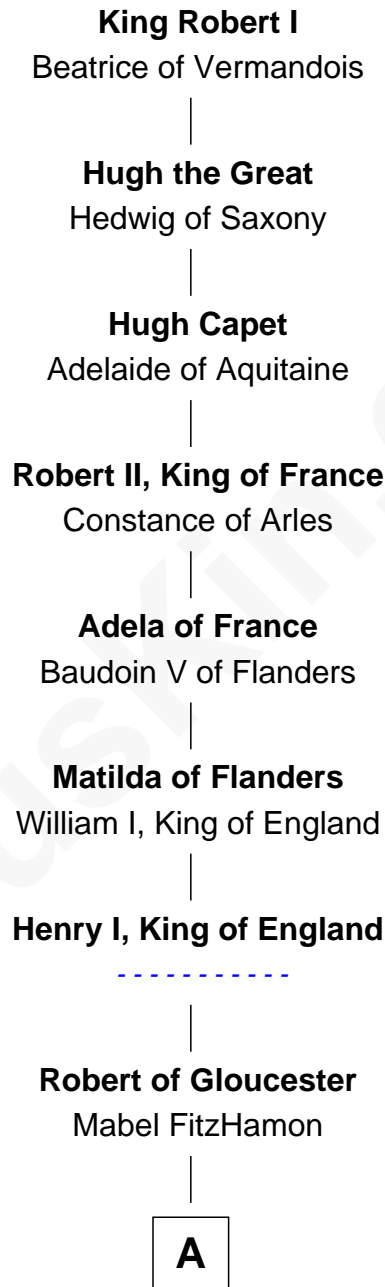 King Robert I
Beatrice of Vermandois
Hugh the Great
Hedwig of Saxony
Hugh Capet
Adelaide of Aquitaine
Robert II, King of France
Constance of Arles
Adela of France
Baudoin V of Flanders
Matilda of Flanders
William I, King of England
Henry I, King of England
- - - - - - - - - - -
Robert of Gloucester
Mabel FitzHamon
A